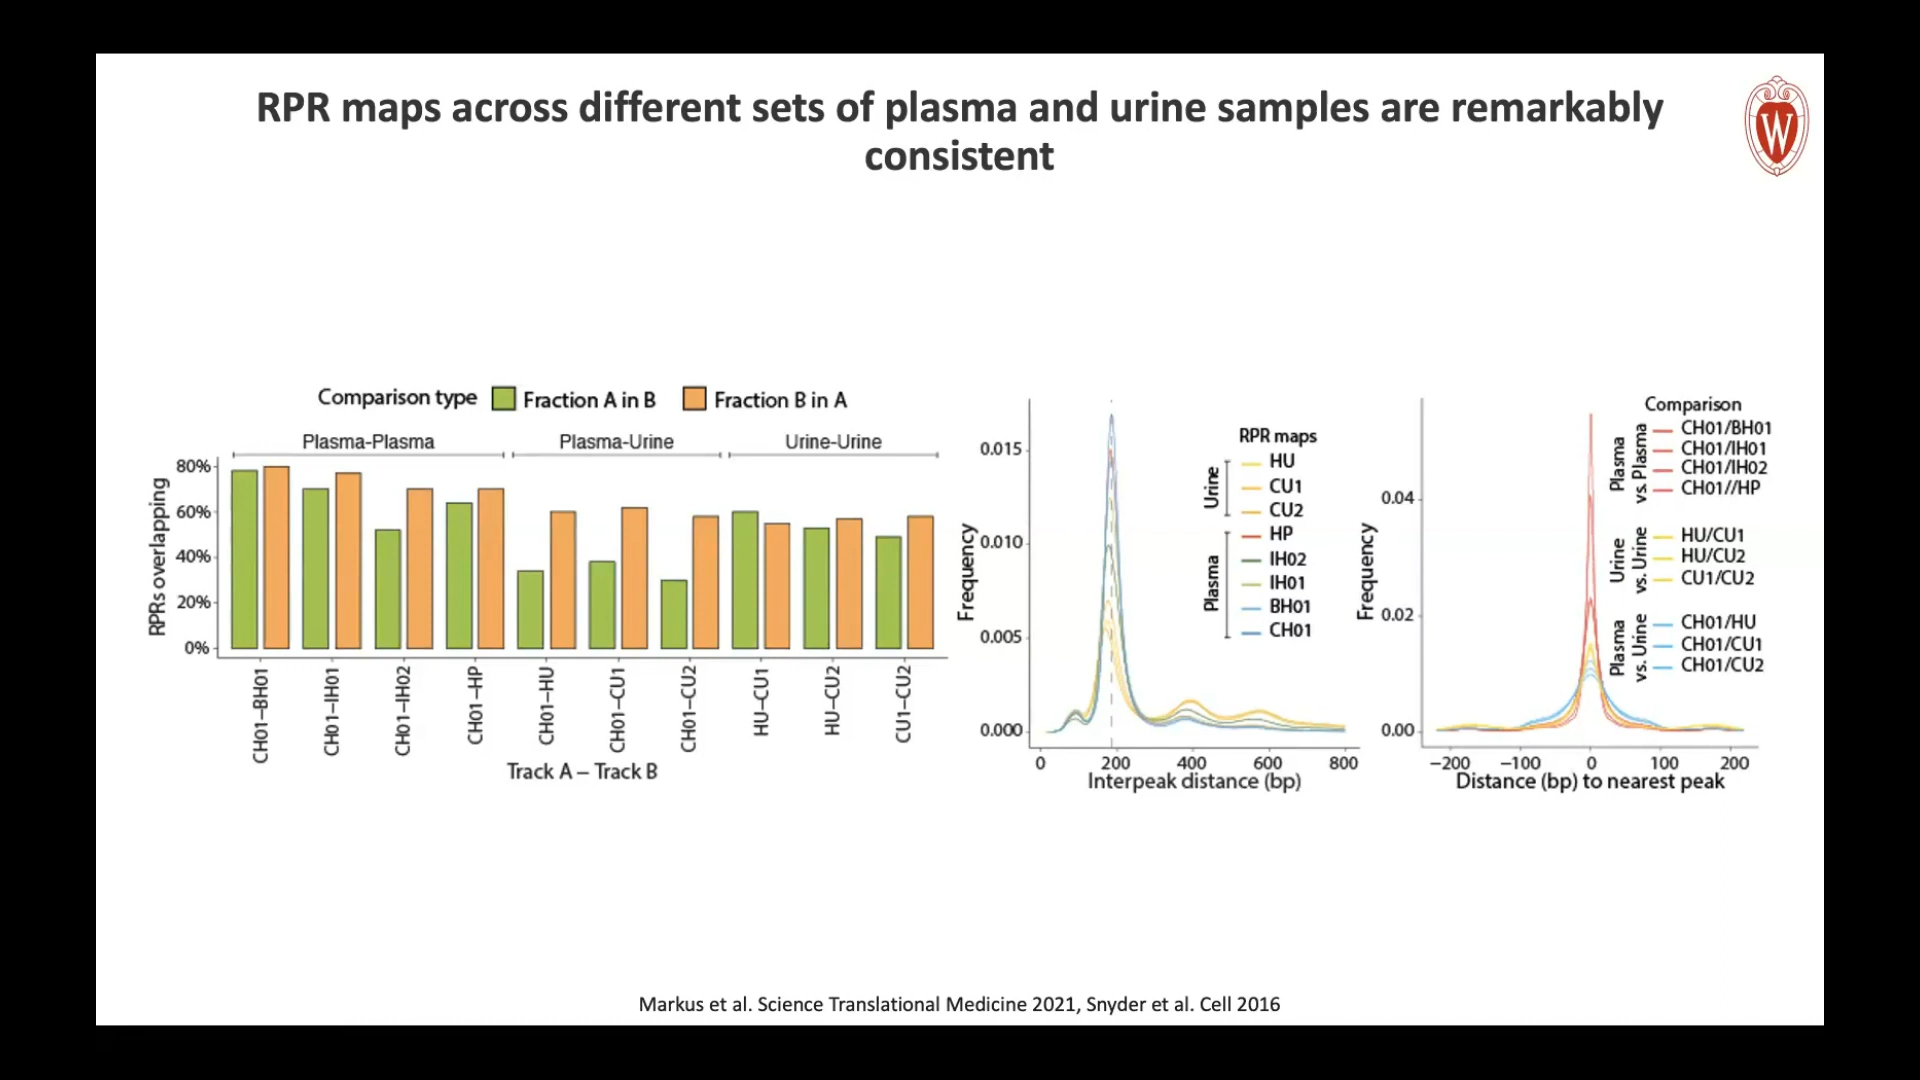 RPR maps across different sets of plasma and urine samples are remarkably
consistent
W
Comparison type Fraction A in B Fraction B in A
Plasma-Plasma Plasma-Urine Urine-Urine
RPRs overlapping
80%
60%
40%
20%
0%
CH01–BH01
CH01–IH01
CH01–IH02
CH01–HP
CH01–HU
CH01–CU1
CH01–CU2
HU–CU1
HU–CU2
CU1–CU2
Track A – Track B
Frequency
0.015
0.010
0.005
0.000
0 200 400 600 800
Interpeak distance (bp)
RPR maps
Urine
HU
CU1
CU2
Plasma
HP
IH02
IH01
BH01
CH01
Frequency
0.04
0.02
0.00
−200 −100 0 100 200
Distance (bp) to nearest peak
Comparison
Plasma
vs. Plasma
CH01/BH01
CH01/IH01
CH01/IH02
CH01//HP
Urine
vs. Urine
HU/CU1
HU/CU2
CU1/CU2
Plasma
vs. Urine
CH01/HU
CH01/CU1
CH01/CU2
Markus et al. Science Translational Medicine 2021, Snyder et al. Cell 2016